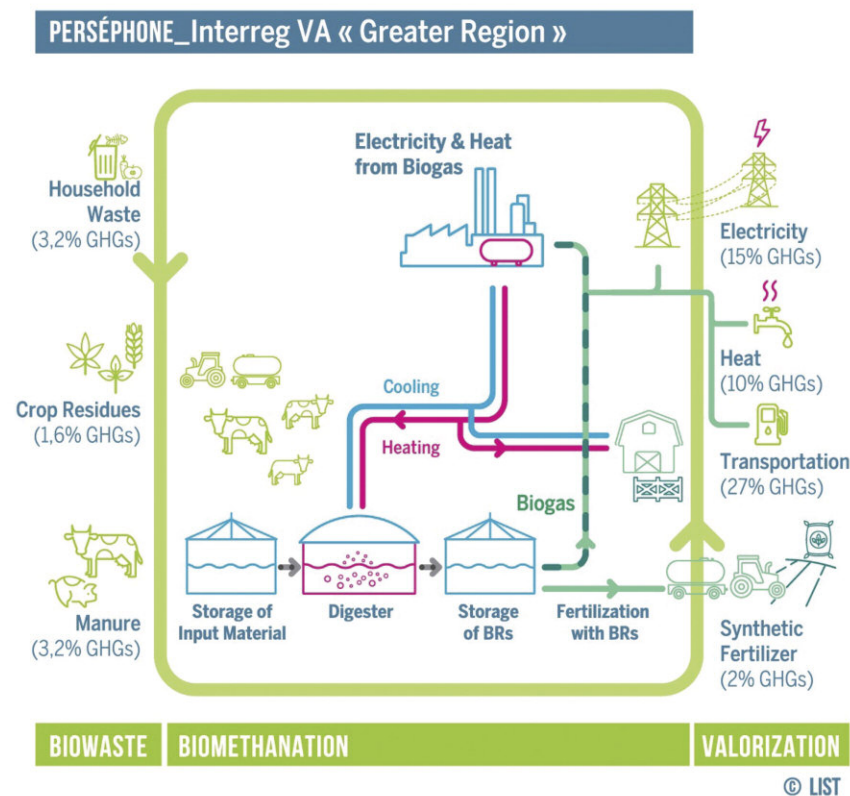 PERSÉPHONE_Interreg VA « Greater Region »
Household
Waste
(3,2% GHGs)
Crop Residues
(1,6% GHGs)
Manure
(3,2% GHGs)
Electricity & Heat
from Biogas
Cooling
Heating
Biogas
Storage of
Input Material
Digester
Storage
of BRs
Fertilization
with BRs
Electricity
(15% GHGs)
Heat
(10% GHGs)
Transportation
(27% GHGs)
Synthetic
Fertilizer
(2% GHGs)
BIOWASTE
BIOMETHANATION
VALORIZATION
© LIST